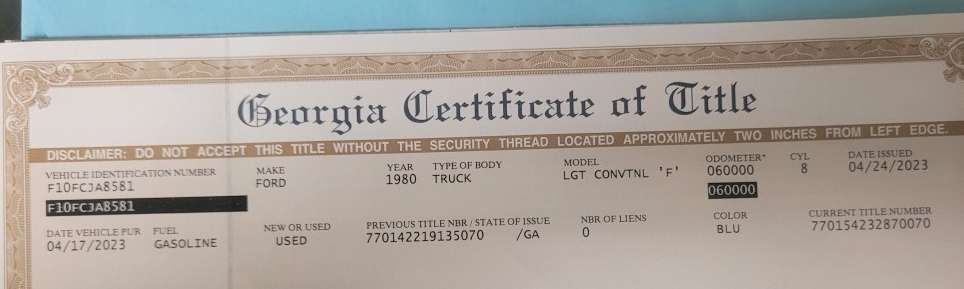 Georgia Certificate of Title
DISCLAIMER: DO NOT ACCEPT THIS TITLE WITHOUT THE SECURITY THREAD LOCATED APPROXIMATELY TWO INCHES FROM LEFT EDGE.
VEHICLE IDENTIFICATION NUMBER MAKE YEAR TYPE OF BODY MODEL ODOMETER* CYL DATE ISSUED
F10FCJA8581 FORD 1980 TRUCK LGT CONVTNL 'F' 060000 8 04/24/2023
F10FCJA8581 060000
DATE VEHICLE PUR FUEL NEW OR USED PREVIOUS TITLE NBR / STATE OF ISSUE NBR OF LIENS COLOR CURRENT TITLE NUMBER
04/17/2023 GASOLINE USED 770142219135070 /GA 0 BLU 770154232870070